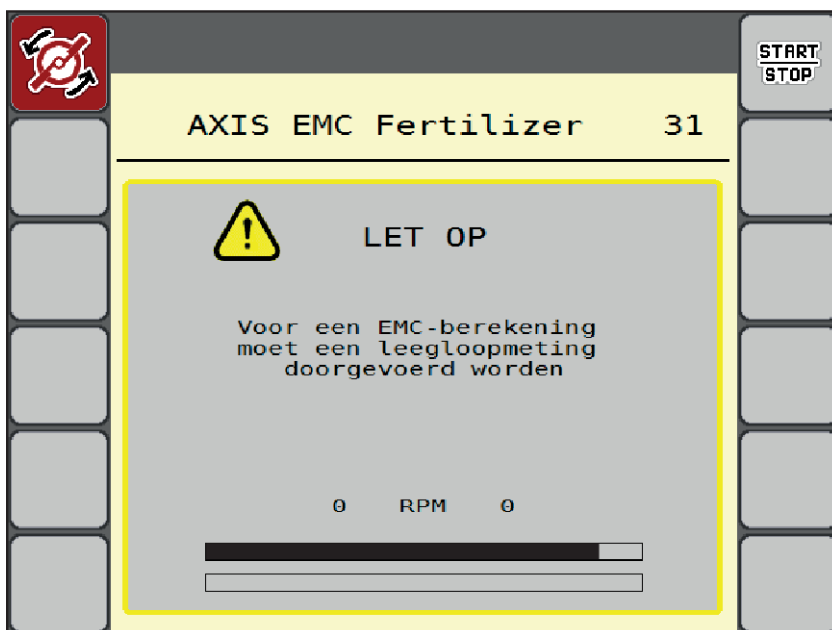 START
STOP
AXIS EMC Fertilizer 31
LET OP
Voor een EMC-berekening
moet een leegloopmeting
doorgevoerd worden
0 RPM 0